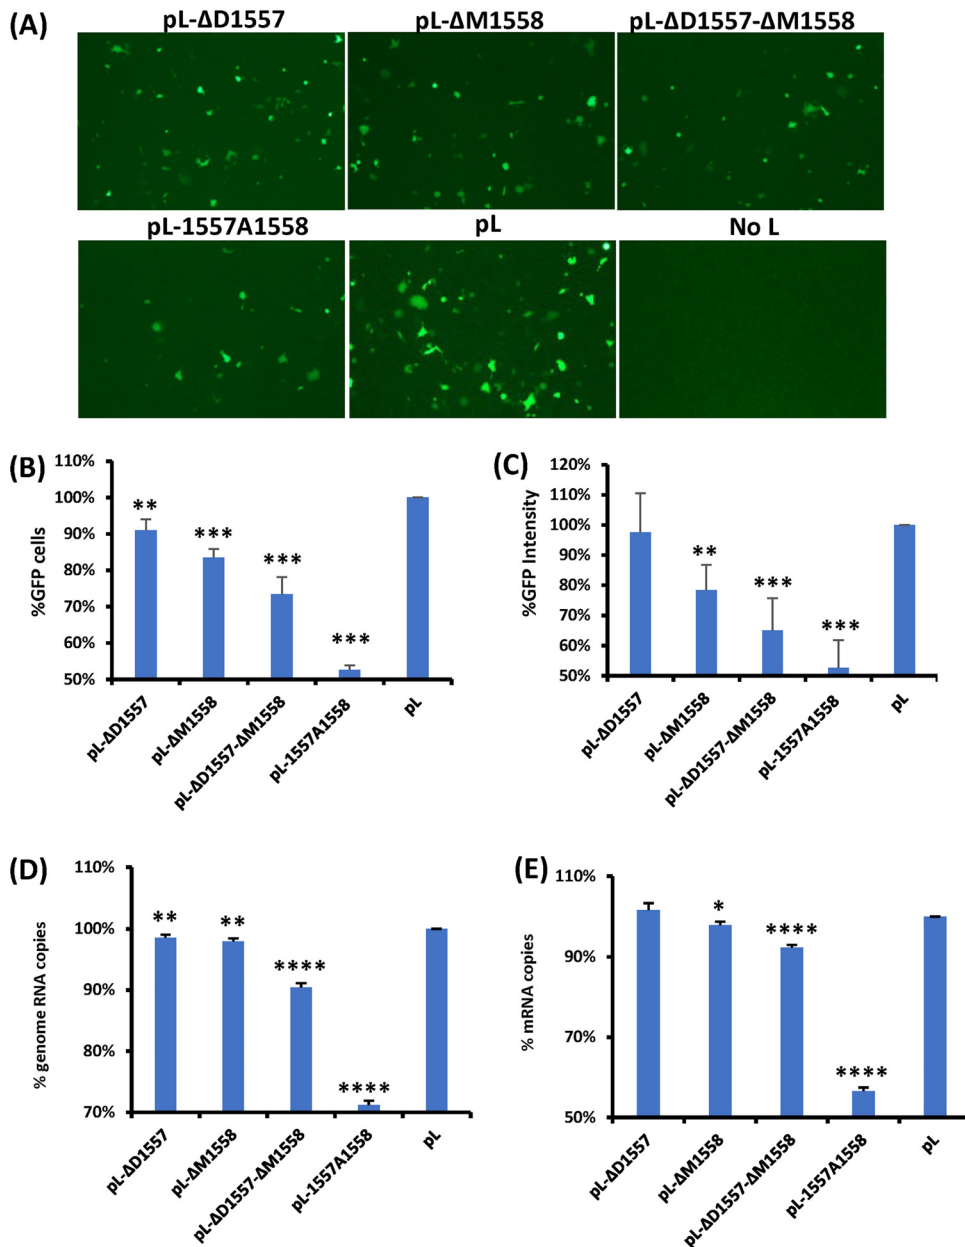 (A)
pL-ΔD1557 pL-ΔM1558 pL-ΔD1557-ΔM1558
pL-1557A1558 pL No L
(B)
%GFP cells
110%
100%
90%
80%
70%
60%
50%
** *** *** ***
pL-ΔD1557
pL-ΔM1558
pL-ΔD1557-ΔM1558
pL-1557A1558
pL
(C)
%GFP Intensity
120%
110%
100%
90%
80%
70%
60%
50%
** *** ***
pL-ΔD1557
pL-ΔM1558
pL-ΔD1557-ΔM1558
pL-1557A1558
pL
(D)
% genome RNA copies
110%
100%
90%
80%
70%
** ** **** ****
pL-ΔD1557
pL-ΔM1558
pL-ΔD1557-ΔM1558
pL-1557A1558
pL
(E)
% mRNA copies
110%
90%
70%
50%
* **** ****
pL-ΔD1557
pL-ΔM1558
pL-ΔD1557-ΔM1558
pL-1557A1558
pL